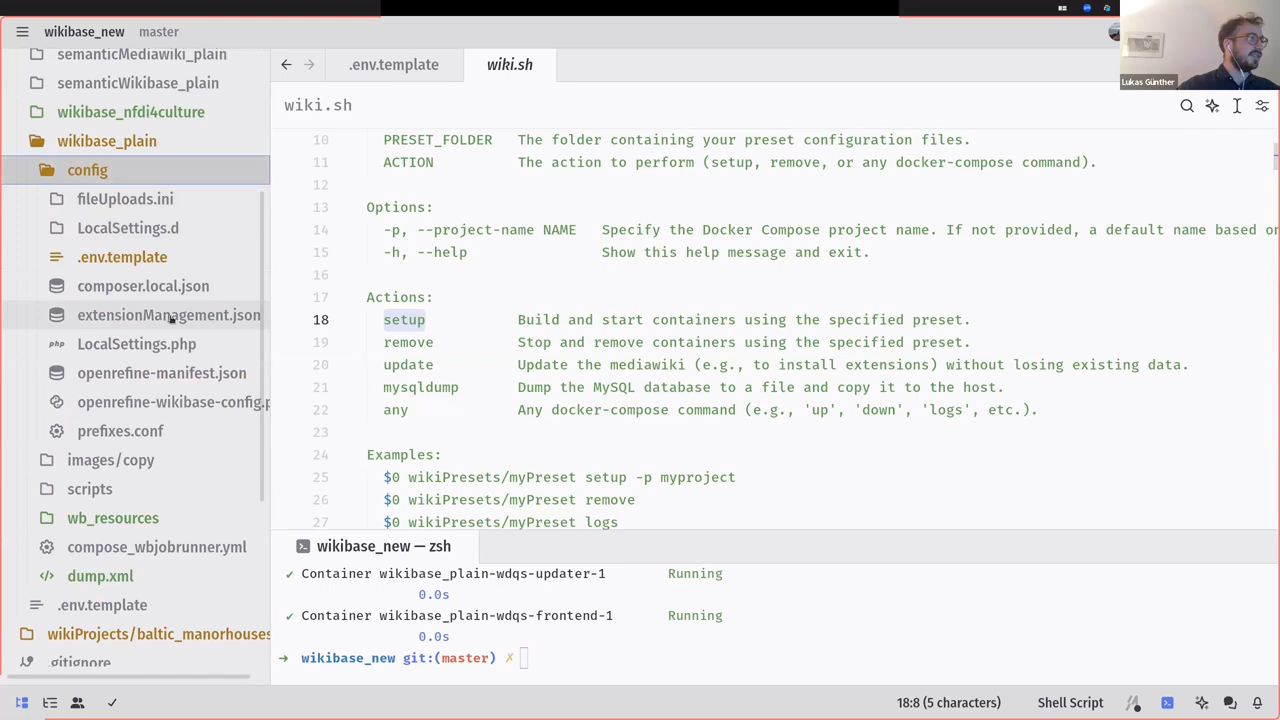 wikibase_new master
Lukas Günther
semanticMediawiki_plain
semanticWikibase_plain
wikibase_nfdi4culture
wikibase_plain
config
fileUploads.ini
LocalSettings.d
.env.template
composer.local.json
extensionManagement.json
LocalSettings.php
openrefine-manifest.json
openrefine-wikibase-config.p
prefixes.conf
images/copy
scripts
wb_resources
compose_wbjobrunner.yml
dump.xml
.env.template
wikiProjects/baltic_manorhouses
.gitignore
.env.template wiki.sh
wiki.sh
10 PRESET_FOLDER The folder containing your preset configuration files.
11 ACTION The action to perform (setup, remove, or any docker-compose command).
12
13 Options:
14 -p, --project-name NAME Specify the Docker Compose project name. If not provided, a default name based on
15 -h, --help Show this help message and exit.
16
17 Actions:
18 setup Build and start containers using the specified preset.
19 remove Stop and remove containers using the specified preset.
20 update Update the mediawiki (e.g., to install extensions) without losing existing data.
21 mysqldump Dump the MySQL database to a file and copy it to the host.
22 any Any docker-compose command (e.g., 'up', 'down', 'logs', etc.).
23
24 Examples:
25 $0 wikiPresets/myPreset setup -p myproject
26 $0 wikiPresets/myPreset remove
27 $0 wikiPresets/myPreset logs
wikibase_new — zsh
✔ Container wikibase_plain-wdqs-updater-1 Running
0.0s
✔ Container wikibase_plain-wdqs-frontend-1 Running
0.0s
→ wikibase_new git:(master) ✗
18:8 (5 characters) Shell Script